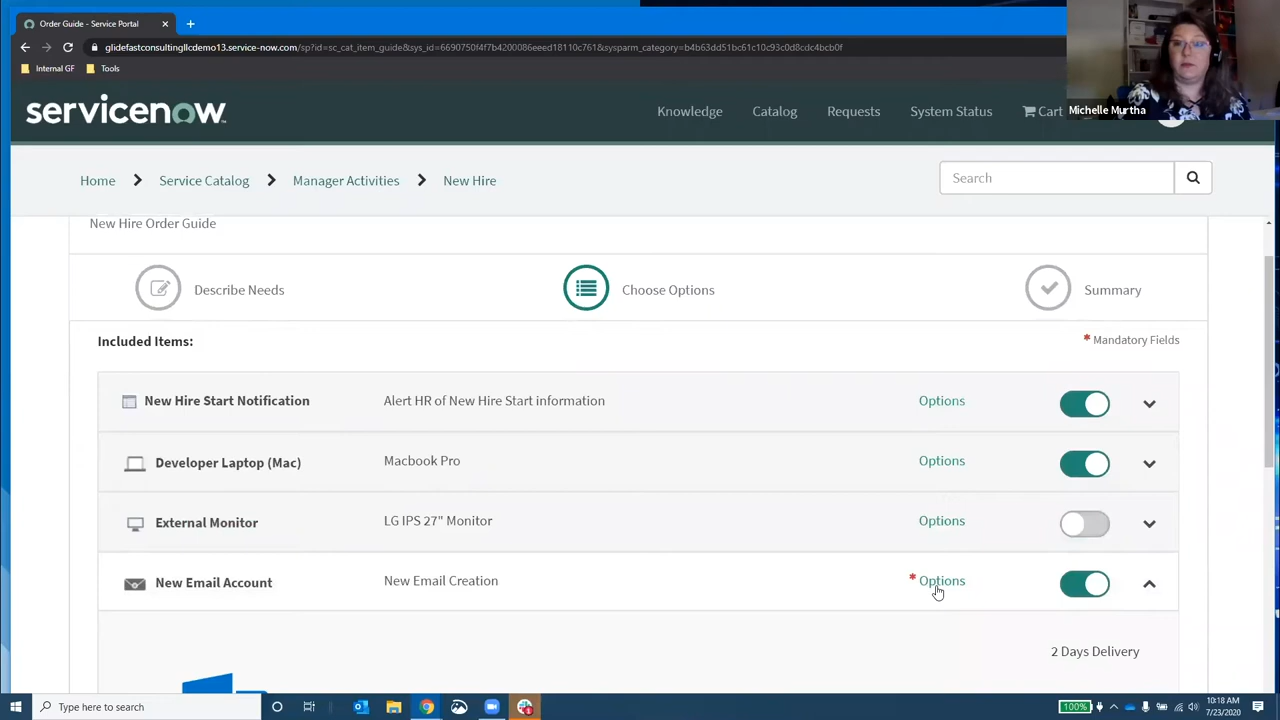 Order Guide - Service Portal
glidefastconsultingllcdemo13.service-now.com/sp?id=sc_cat_item_guide&sys_id=6690750f4f7b4200086eeed18110c761&sysparm_category=b4b63dd51bc61c10c93c0d8cdc4bcb0f
Internal GF Tools
Michelle Murtha
servicenow
Knowledge Catalog Requests System Status Cart
Home Service Catalog Manager Activities New Hire Search
New Hire Order Guide
Describe Needs Choose Options Summary
Included Items: * Mandatory Fields
New Hire Start Notification Alert HR of New Hire Start information Options
Developer Laptop (Mac) Macbook Pro Options
External Monitor LG IPS 27" Monitor Options
New Email Account New Email Creation * Options
2 Days Delivery
Type here to search 100% 10:18 AM
7/23/2020